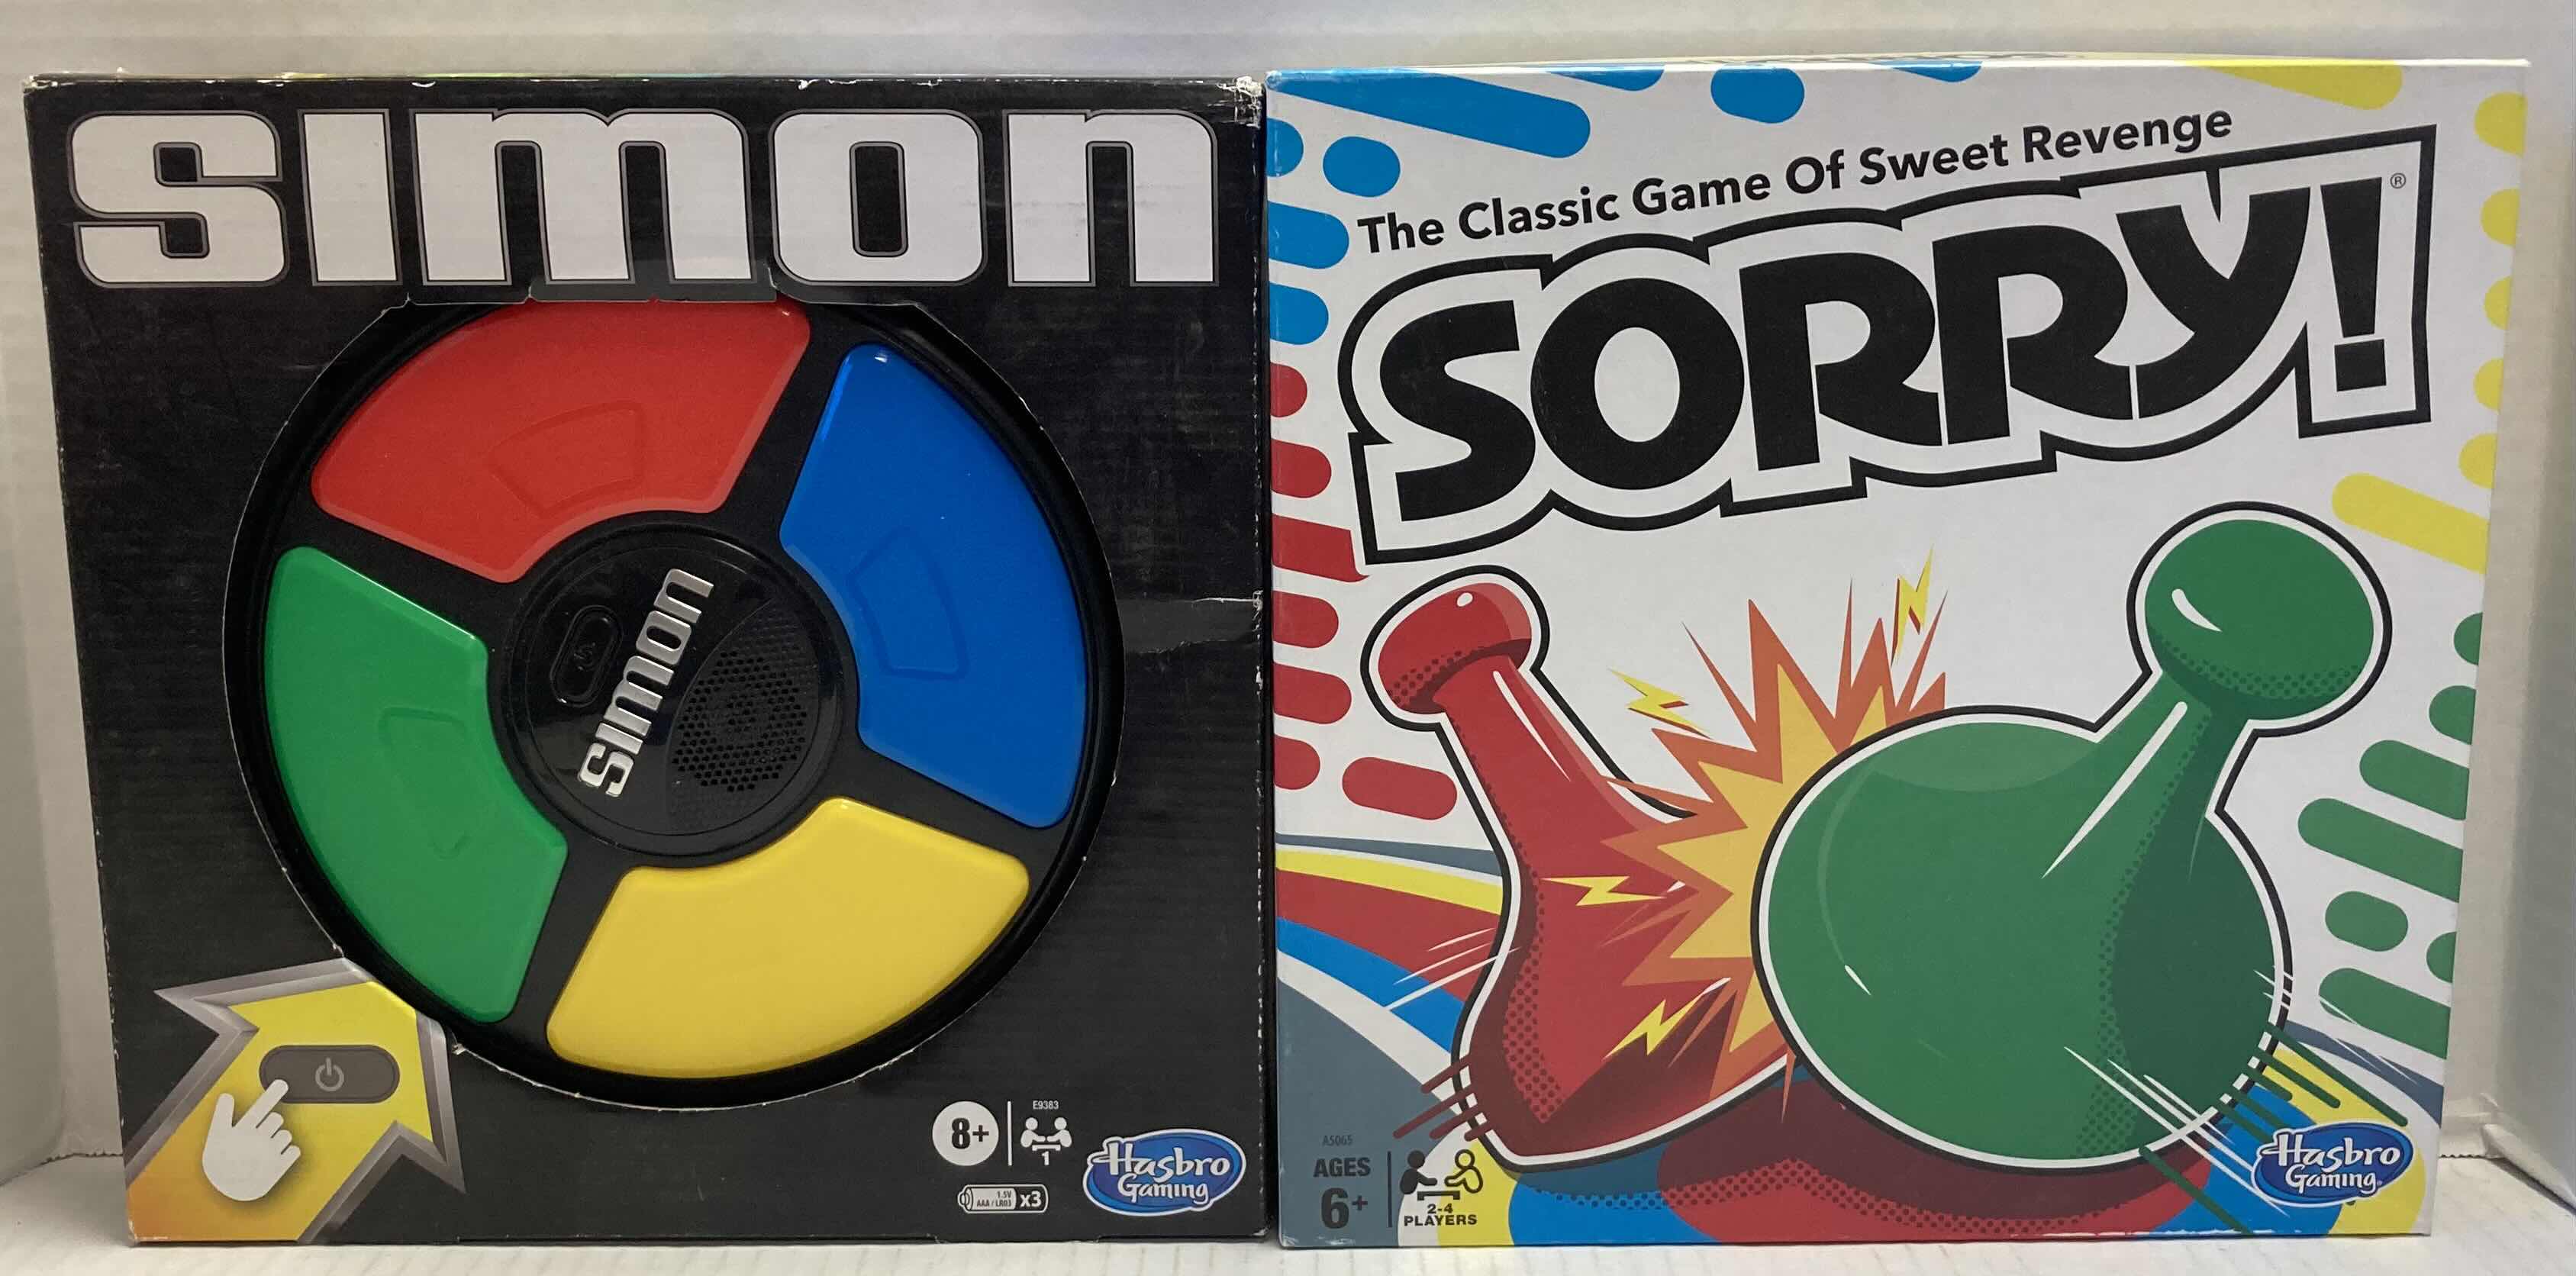 simon
simon
8+
E9383
1
1.5V
AAA / LR03
x3
Hasbro
Gaming
The Classic Game Of Sweet Revenge
SORRY!®
A5065
AGES
6+
2-4
PLAYERS
Hasbro
Gaming